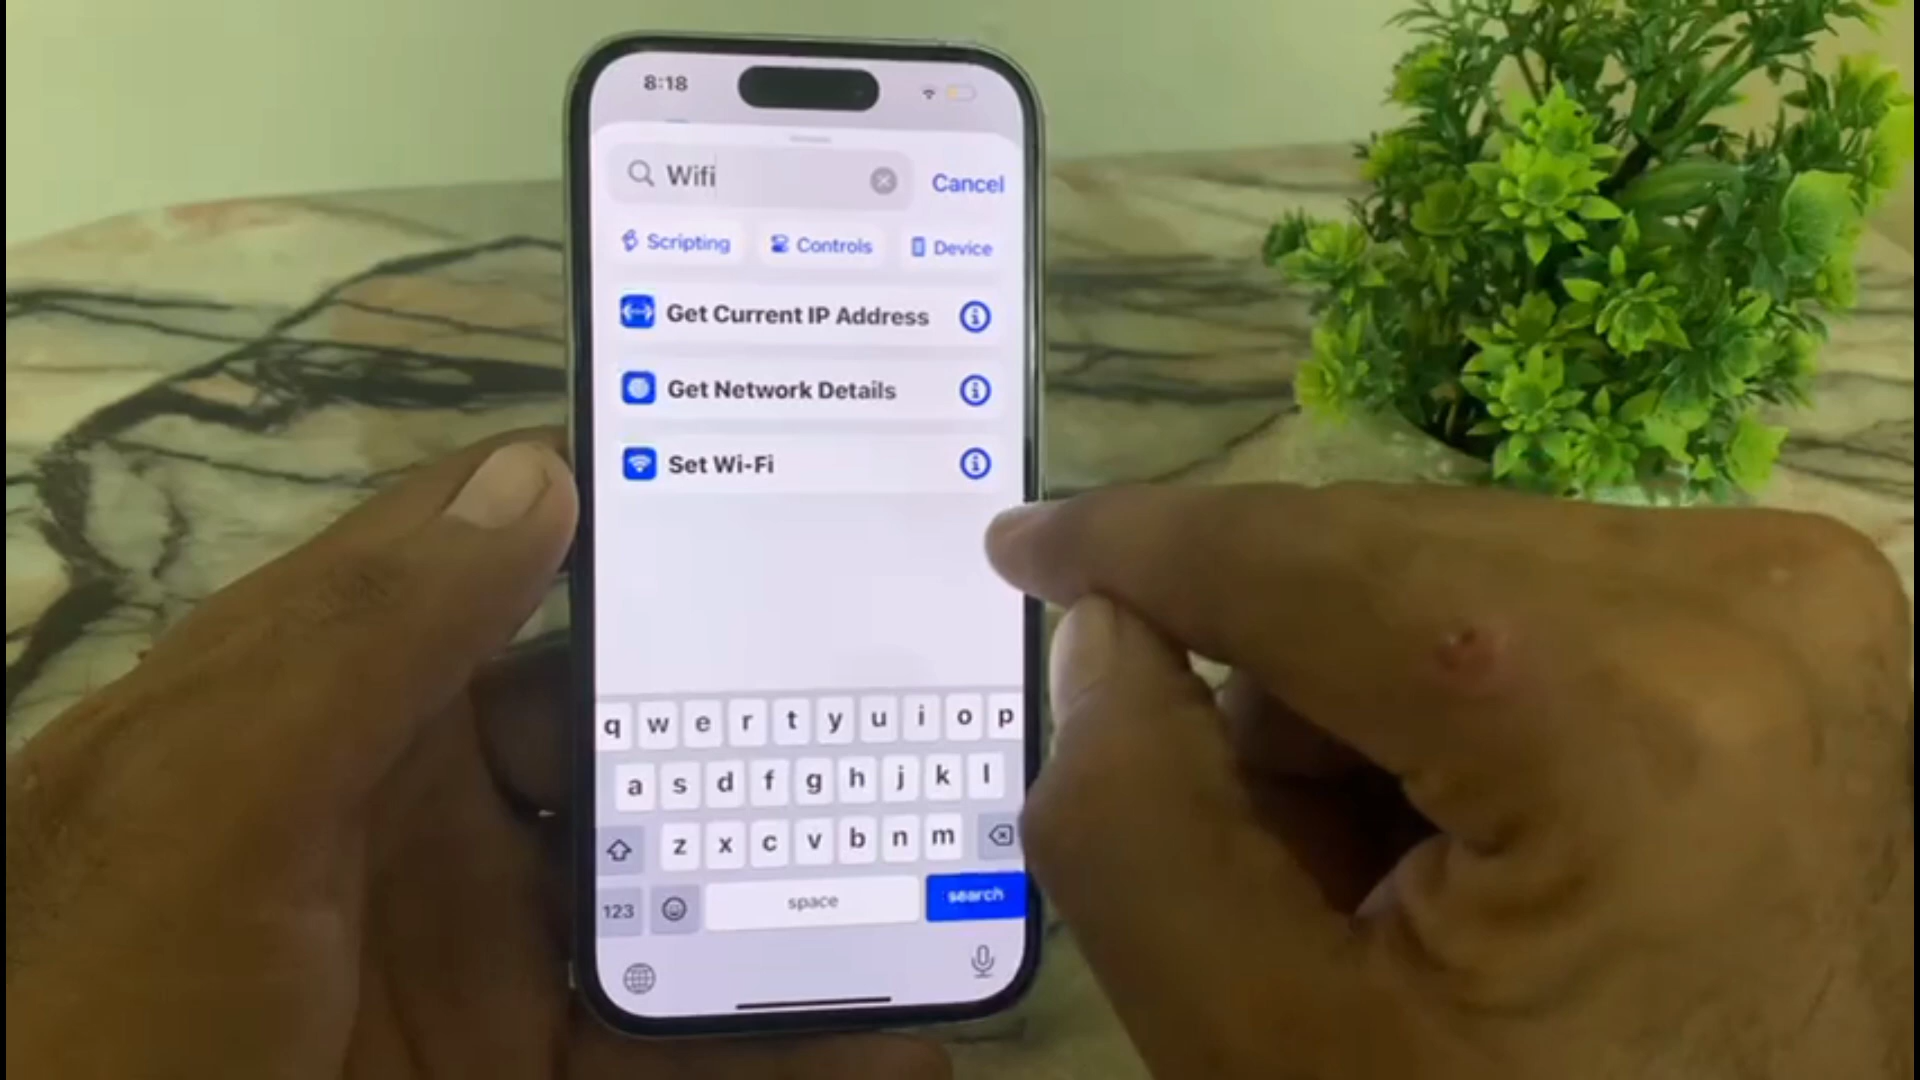 8:18
Wifi
Cancel
Scripting Controls Device
Get Current IP Address
Get Network Details
Set Wi-Fi
q w e r t y u i o p
a s d f g h j k l
z x c v b n m
123 space search